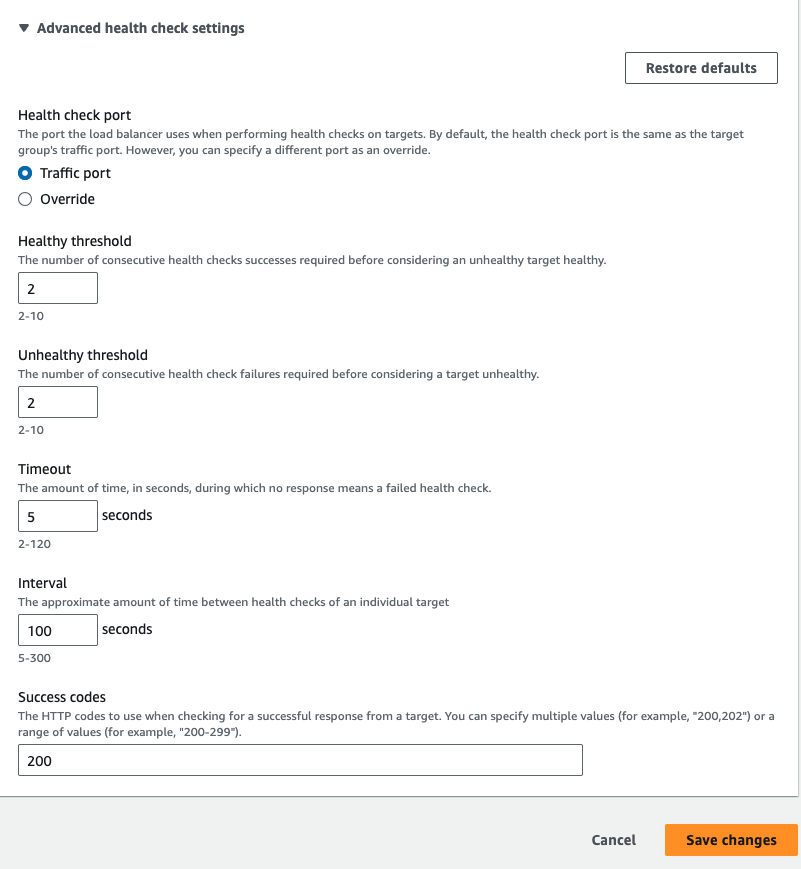 ▼ Advanced health check settings
Restore defaults
Health check port
The port the load balancer uses when performing health checks on targets. By default, the health check port is the same as the target
group's traffic port. However, you can specify a different port as an override.
Traffic port
Override
Healthy threshold
The number of consecutive health checks successes required before considering an unhealthy target healthy.
2
2-10
Unhealthy threshold
The number of consecutive health check failures required before considering a target unhealthy.
2
2-10
Timeout
The amount of time, in seconds, during which no response means a failed health check.
5 seconds
2-120
Interval
The approximate amount of time between health checks of an individual target
100 seconds
5-300
Success codes
The HTTP codes to use when checking for a successful response from a target. You can specify multiple values (for example, "200,202") or a
range of values (for example, "200-299").
200
Cancel Save changes